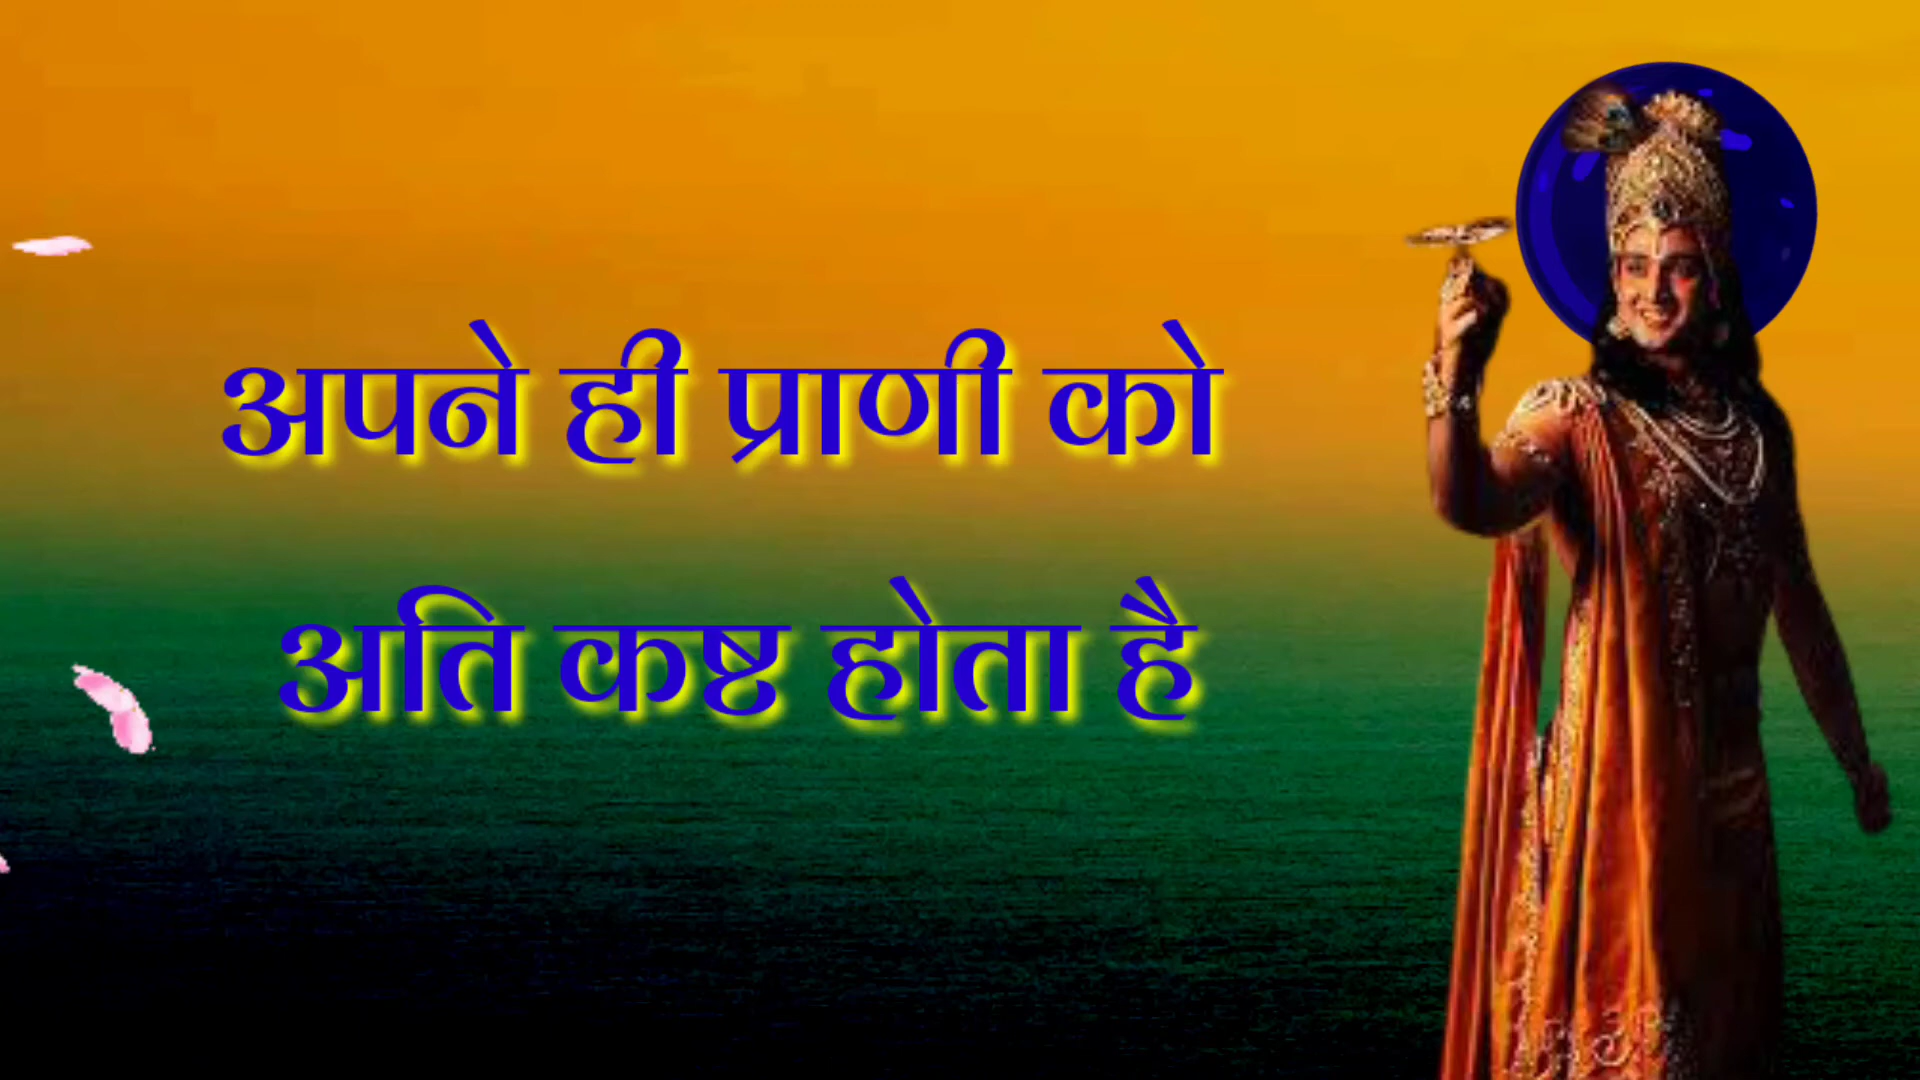 अपने ही प्राणी को
अति कष्ट होता है